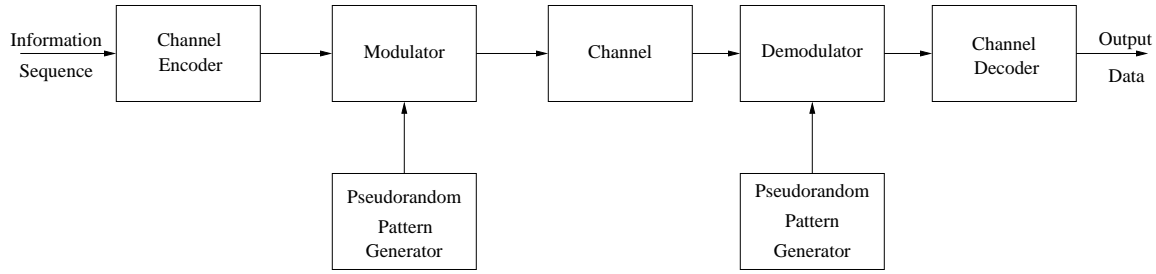 Information
Sequence
Channel
Encoder
Modulator
Channel
Demodulator
Channel
Decoder
Output
Data
Pseudorandom
Pattern
Generator
Pseudorandom
Pattern
Generator